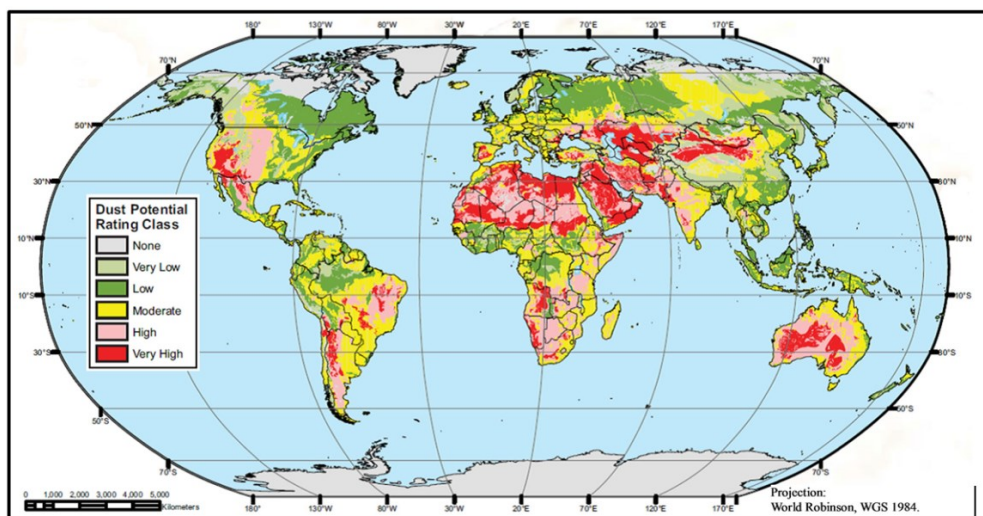 180° 130°W 80°W 30°W 20°E 70°E 120°E 170°E
70°N 70°N
50°N 50°N
30°N 30°N
10°N 10°N
10°S 10°S
30°S 30°S
50°S 50°S
70°S 70°S
Dust Potential
Rating Class
None
Very Low
Low
Moderate
High
Very High
180° 130°W 80°W 30°W 20°E 70°E 120°E 170°E
0 1,000 2,000 3,000 4,000 5,000
Kilometers
Projection:
World Robinson, WGS 1984.